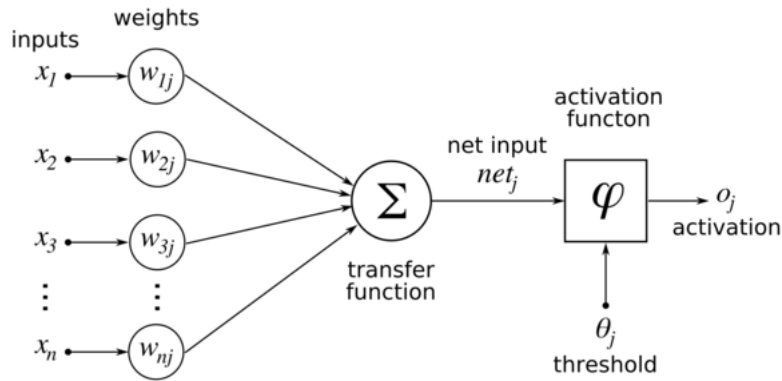 weights
inputs
x₁
w₁ⱼ
activation
functon
x₂
w₂ⱼ
net input
netⱼ
Σ
φ
oⱼ
activation
x₃
w₃ⱼ
transfer
function
⋮
⋮
θⱼ
threshold
xₙ
wₙⱼ